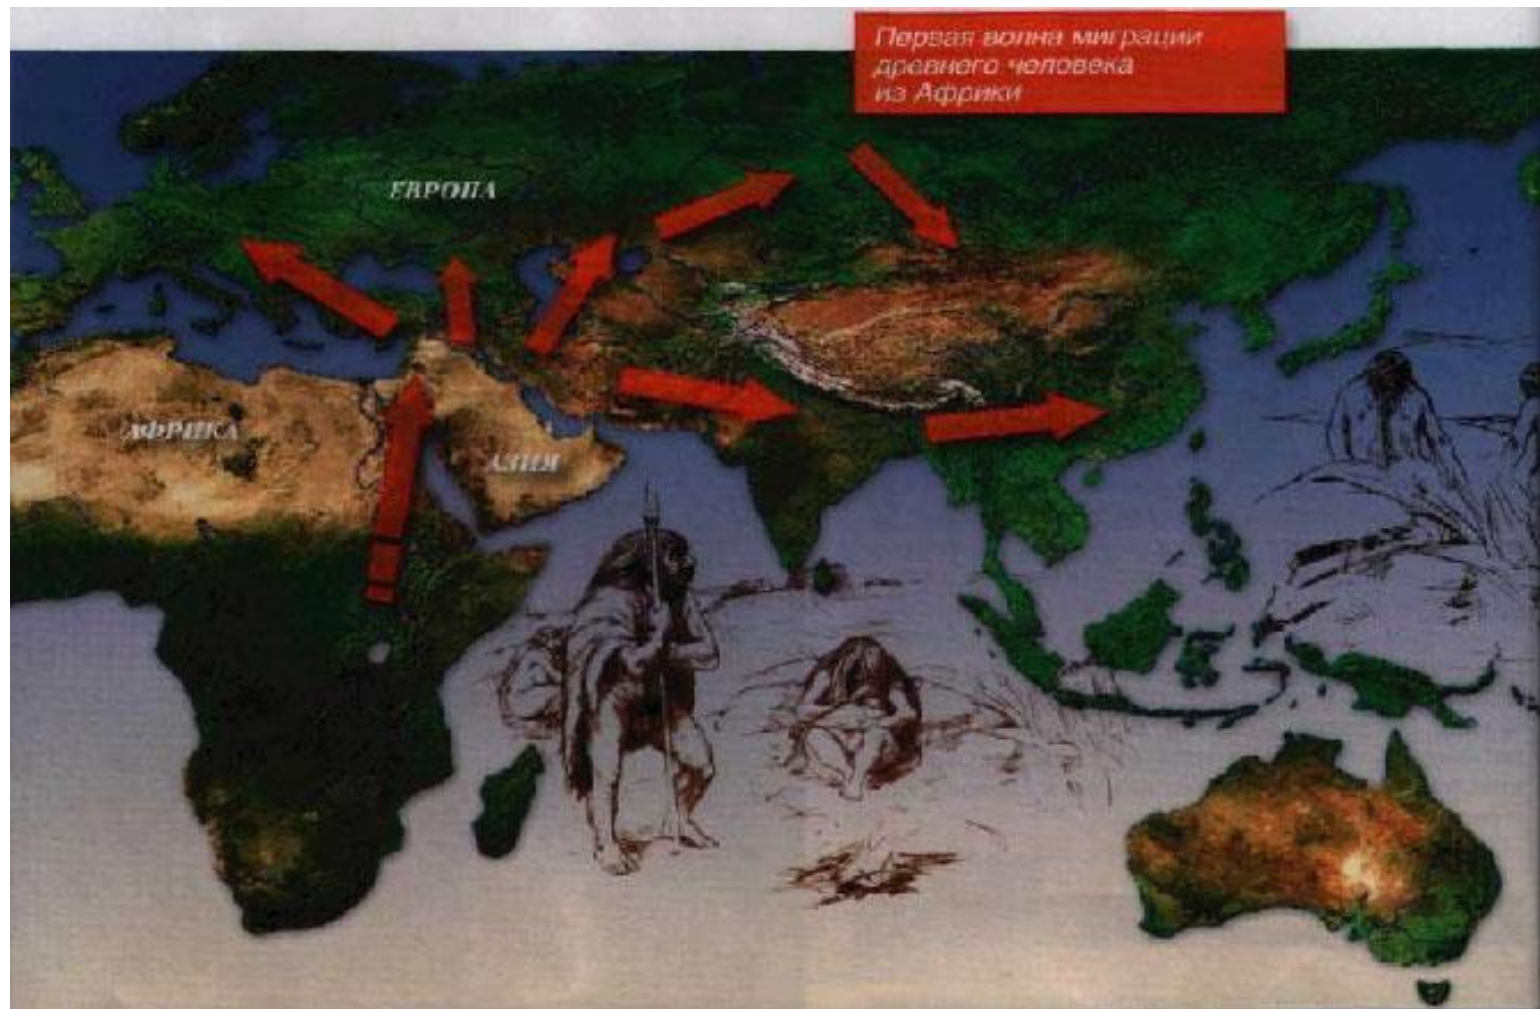 Первая волна миграции
древнего человека
из Африки
ЕВРОПА
АФРИКА
АЗИЯ